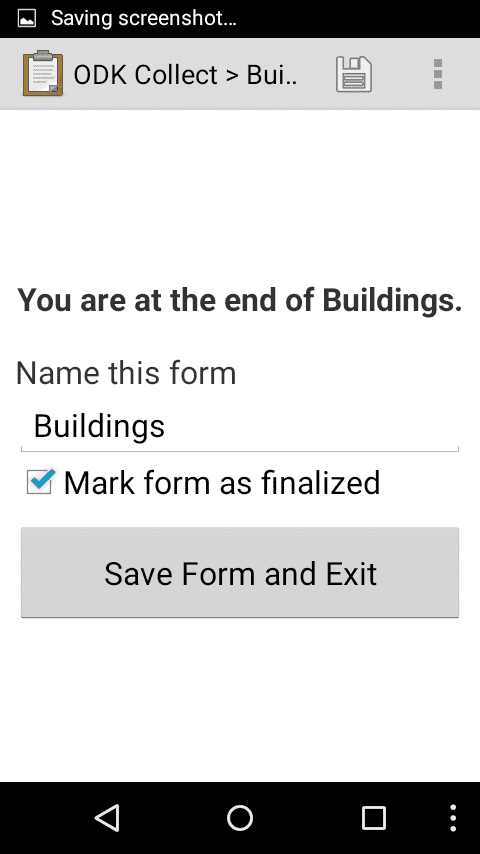 Saving screenshot...
ODK Collect > Bui..
You are at the end of Buildings.
Name this form
Buildings
Mark form as finalized
Save Form and Exit